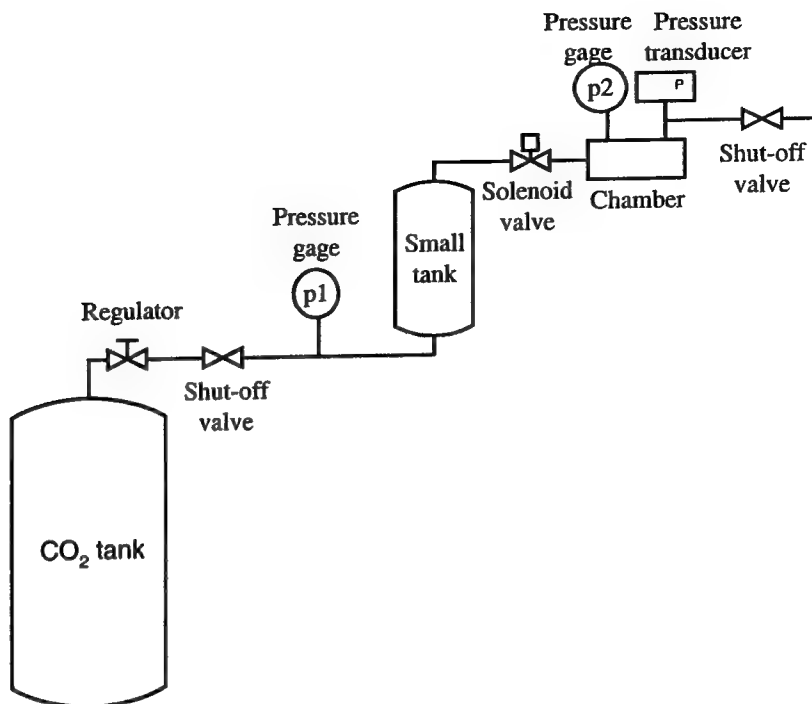 Pressure
gage
Pressure
transducer
p2
P
Shut-off
valve
Solenoid
valve
Chamber
Pressure
gage
Small
tank
p1
Regulator
Shut-off
valve
CO₂ tank